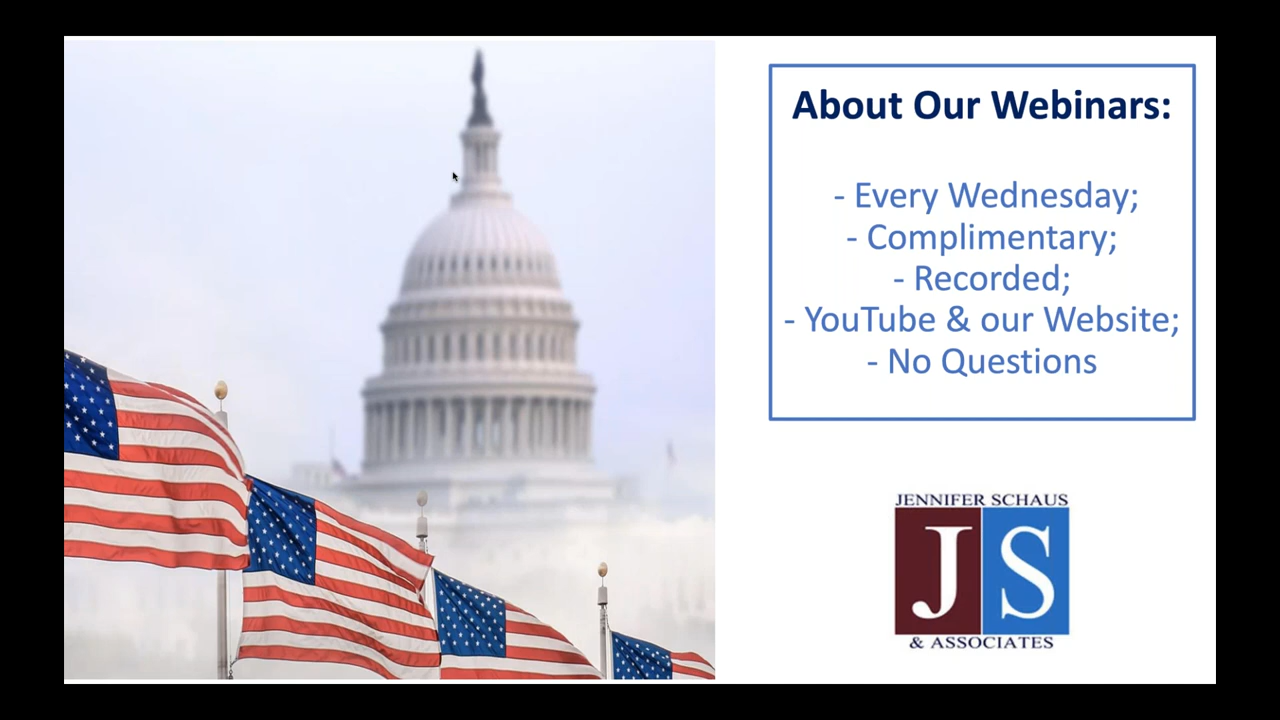 About Our Webinars:
- Every Wednesday;
- Complimentary;
- Recorded;
- YouTube & our Website;
- No Questions
JENNIFER SCHAUS
JS
& ASSOCIATES